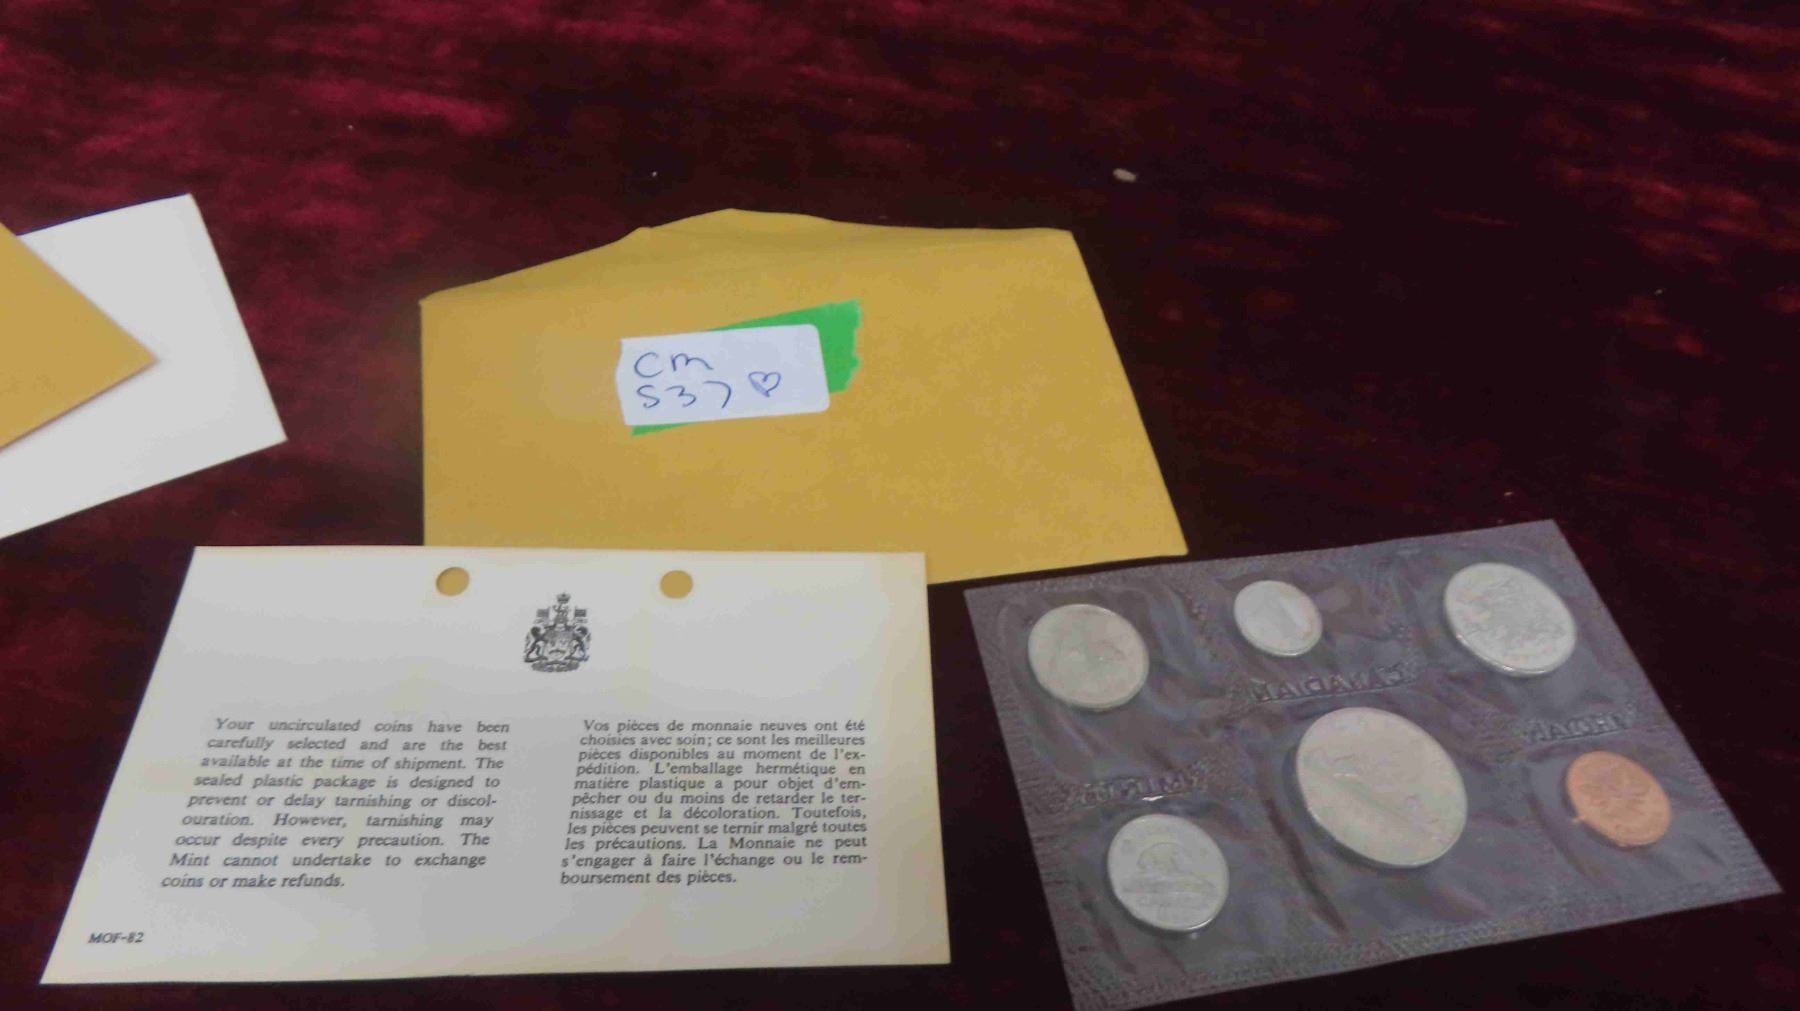 Cm
537♡
Your uncirculated coins have been
carefully selected and are the best
available at the time of shipment. The
sealed plastic package is designed to
prevent or delay tarnishing or discol-
ouration. However, tarnishing may
occur despite every precaution. The
Mint cannot undertake to exchange
coins or make refunds.
Vos pièces de monnaie neuves ont été
choisies avec soin; ce sont les meilleures
pièces disponibles au moment de l'ex-
pédition. L'emballage hermétique en
matière plastique a pour objet d'em-
pêcher ou du moins de retarder le ter-
nissage et la décoloration. Toutefois,
les pièces peuvent se ternir malgré toutes
les précautions. La Monnaie ne peut
s'engager à faire l'échange ou le rem-
boursement des pièces.
MOF-82